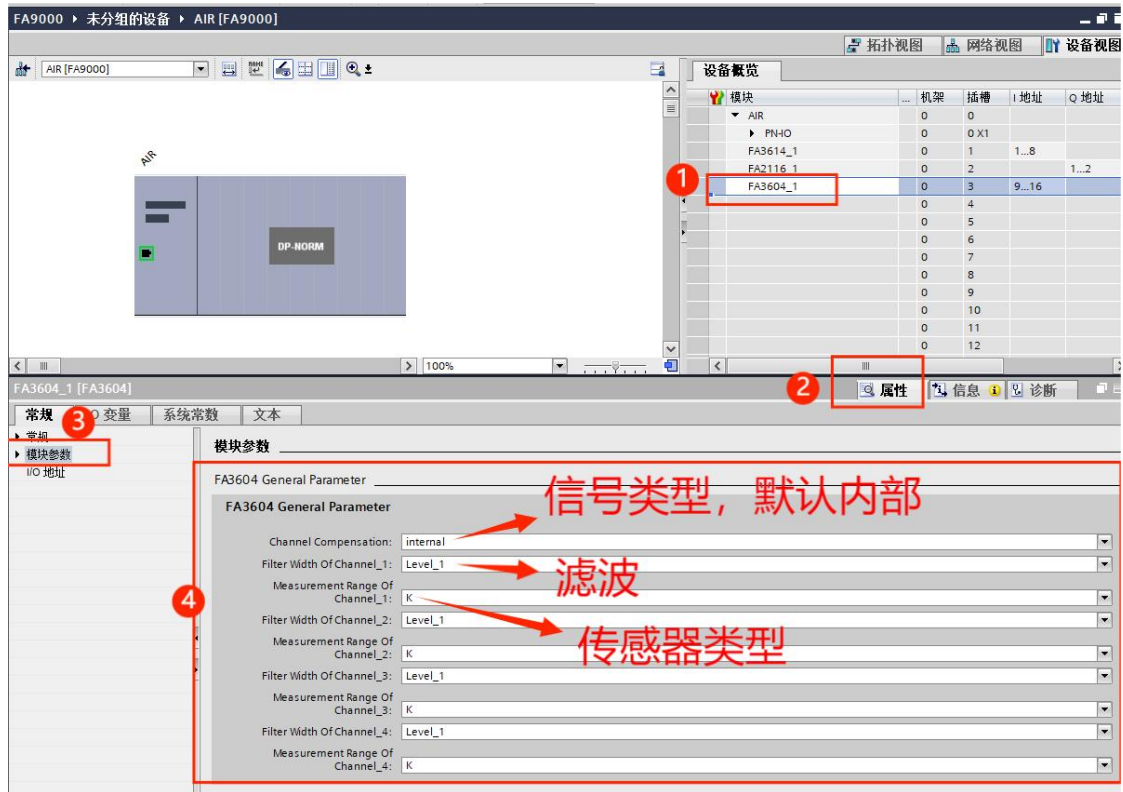 FA9000 ▸ 未分组的设备 ▸ AIR [FA9000]
拓扑视图 网络视图 设备视图
AIR [FA9000]
设备概览
模块 ... 机架 插槽 I 地址 Q 地址
AIR 0 0
PN-IO 0 0 X1
FA3614_1 0 1 1...8
FA2116_1 0 2 1...2
FA3604_1 0 3 9...16
0 4
0 5
0 6
0 7
0 8
0 9
0 10
0 11
0 12
1
AIR
DP-NORM
100%
FA3604_1 [FA3604]
2
属性 信息 诊断
常规 IO 变量 系统常数 文本
3
常规
模块参数
I/O 地址
模块参数
FA3604 General Parameter
FA3604 General Parameter
信号类型，默认内部
Channel Compensation: internal
Filter Width Of Channel_1: Level_1
滤波
Measurement Range Of
Channel_1: K
4
Filter Width Of Channel_2: Level_1
传感器类型
Measurement Range Of
Channel_2: K
Filter Width Of Channel_3: Level_1
Measurement Range Of
Channel_3: K
Filter Width Of Channel_4: Level_1
Measurement Range Of
Channel_4: K